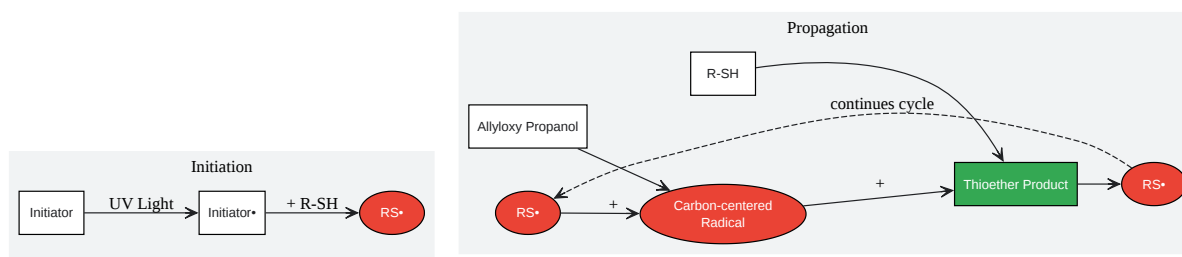 Initiation
Initiator
UV Light
Initiator•
+ R-SH
RS•
Propagation
R-SH
continues cycle
Allyloxy Propanol
RS•
+
Carbon-centered
Radical
+
Thioether Product
RS•